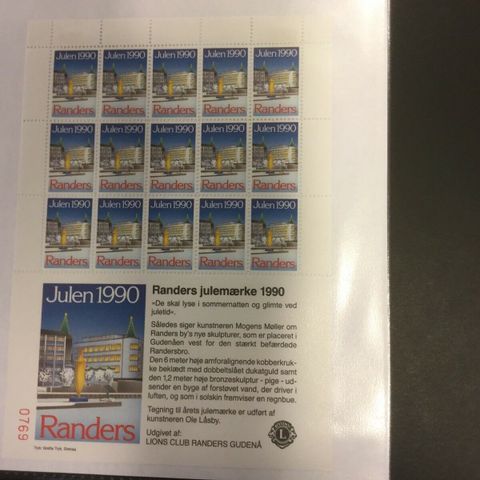 Julen 1990 Julen 1990 Julen 1990 Julen 1990 Julen 1990
Randers Randers Randers Randers Randers
Julen 1990 Julen 1990 Julen 1990 Julen 1990 Julen 1990
Randers Randers Randers Randers Randers
Julen 1990 Julen 1990 Julen 1990 Julen 1990 Julen 1990
Randers Randers Randers Randers Randers
Julen 1990
Randers
0769
Randers julemærke 1990
»De skal lyse i sommernatten og glimte ved
juletid«.
Således siger kunstneren Mogens Møller om
Randers by's nye skulpturer, som er placeret i
Gudenåen vest for den stærkt befærdede
Randersbro.
Den 6 meter høje amforalignende kobberkruk-
ke beklædt med dobbeltslået dukatguld samt
den 1,2 meter høje bronzeskulptur - pige - ud-
sender en byge af forstøvet vand, der driver i
luften, og som i solskin fremviser en regnbue.
Tegning til årets julemærke er udført af
kunstneren Ole Låsby.
Udgivet af:
LIONS CLUB RANDERS GUDENÅ